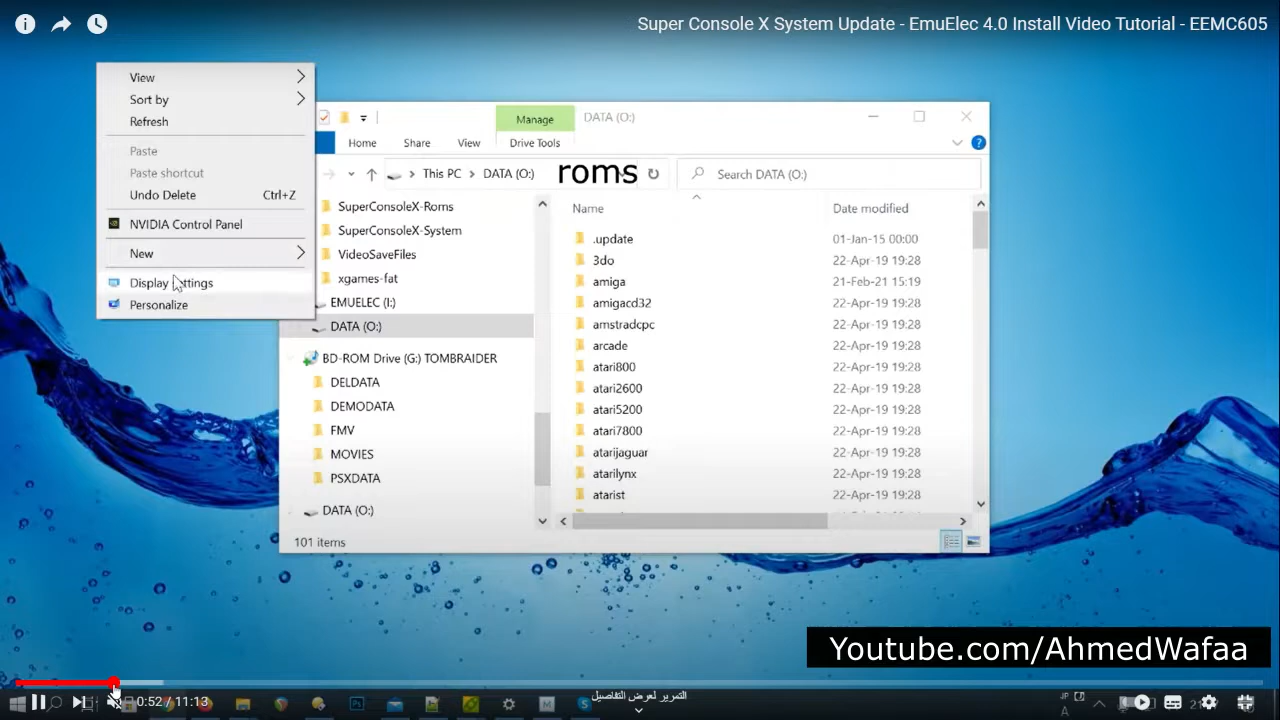 Super Console X System Update - EmuElec 4.0 Install Video Tutorial - EEMC605
View
Sort by
Refresh
Paste
Paste shortcut
Undo Delete Ctrl+Z
NVIDIA Control Panel
New
Display settings
Personalize
Manage DATA (O:)
Home Share View Drive Tools
This PC > DATA (O:) roms Search DATA (O:)
SuperConsoleX-Roms
SuperConsoleX-System
VideoSaveFiles
xgames-fat
EMUELEC (I:)
DATA (O:)
BD-ROM Drive (G:) TOMBRAIDER
DELDATA
DEMODATA
FMV
MOVIES
PSXDATA
DATA (O:)
Name Date modified
.update 01-Jan-15 00:00
3do 22-Apr-19 19:28
amiga 21-Feb-21 15:19
amigacd32 22-Apr-19 19:28
amstradcpc 22-Apr-19 19:28
arcade 22-Apr-19 19:28
atari800 22-Apr-19 19:28
atari2600 22-Apr-19 19:28
atari5200 22-Apr-19 19:28
atari7800 22-Apr-19 19:28
atarijaguar 22-Apr-19 19:28
atarilynx 22-Apr-19 19:28
atarist 22-Apr-19 19:28
101 items
Youtube.com/AhmedWafaa
0:52 / 11:13
التمرير لعرض التفاصيل
JP
A